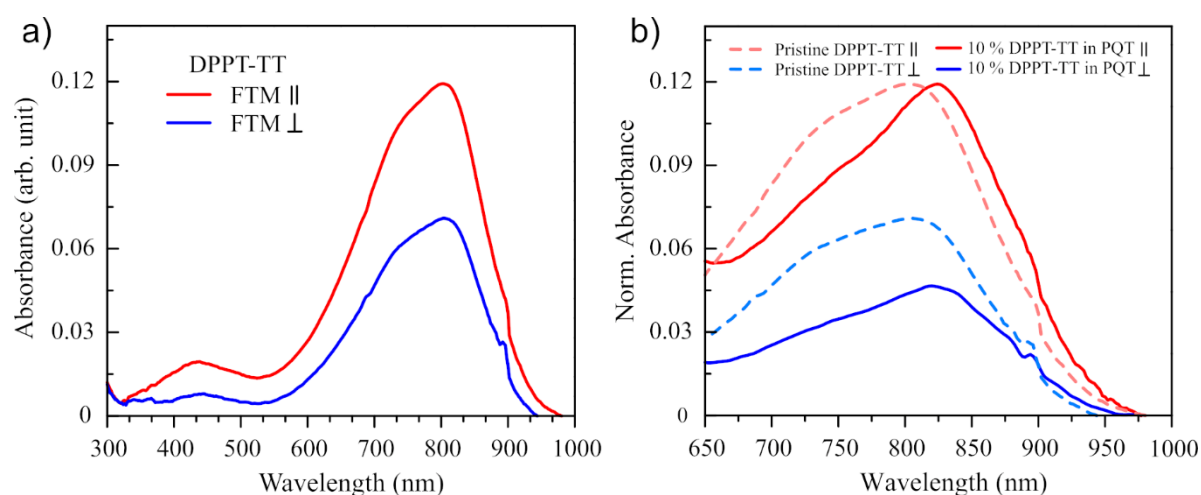 a)
DPPT-TT
FTM ||
FTM ⊥
Absorbance (arb. unit)
0.12
0.09
0.06
0.03
0
300 400 500 600 700 800 900 1000
Wavelength (nm)
b)
Pristine DPPT-TT || 10 % DPPT-TT in PQT ||
Pristine DPPT-TT ⊥ 10 % DPPT-TT in PQT ⊥
Norm. Absorbance
0.12
0.09
0.06
0.03
0
650 700 750 800 850 900 950 1000
Wavelength (nm)